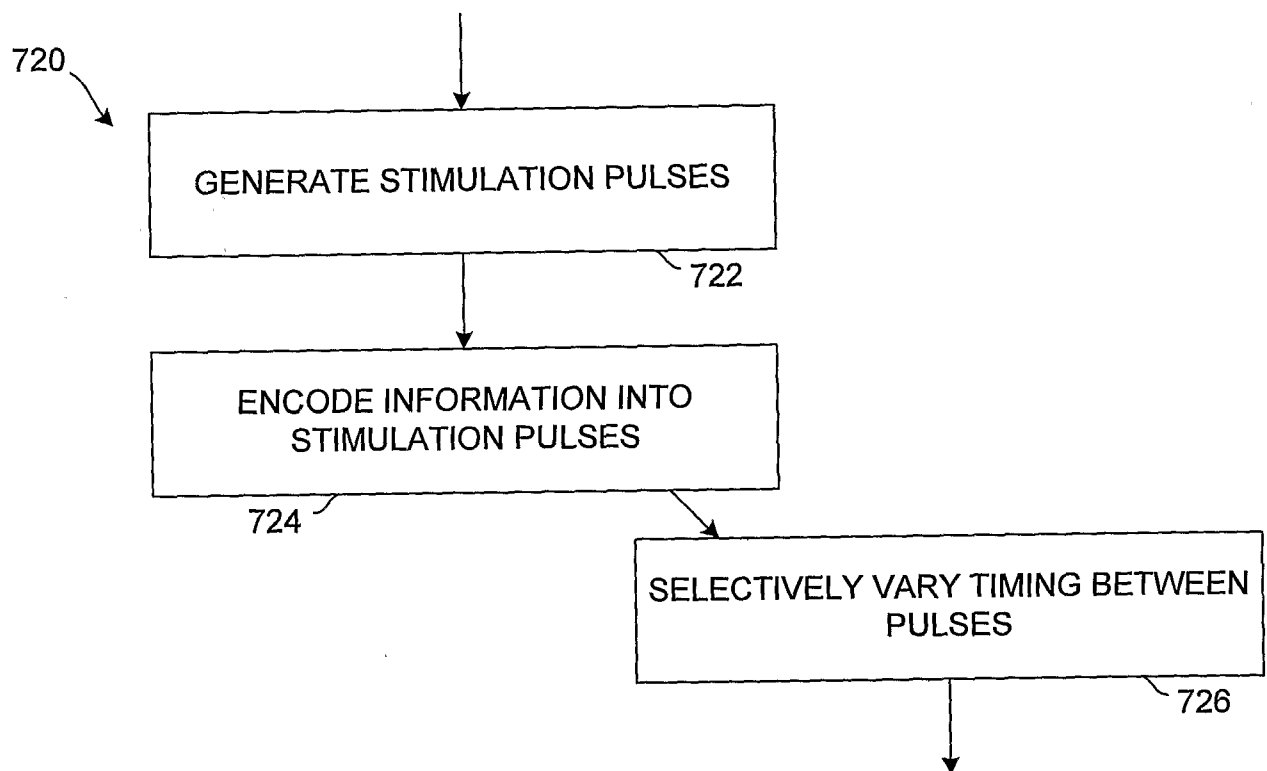 720
GENERATE STIMULATION PULSES
722
ENCODE INFORMATION INTO
STIMULATION PULSES
724
SELECTIVELY VARY TIMING BETWEEN
PULSES
726